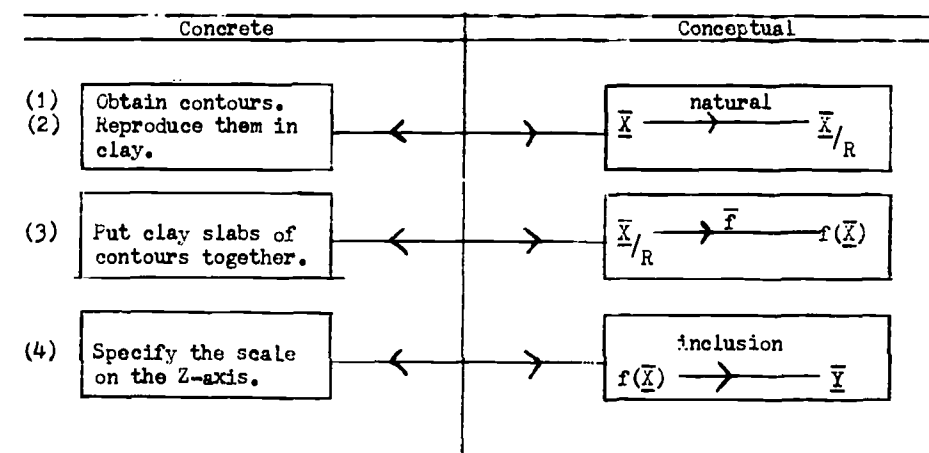 Concrete Conceptual
(1) Obtain contours. natural
(2) Reproduce them in X̲̅ X̲̅/R
clay.
(3) Put clay slabs of X̲̅/R f̅ f(X̲̅)
contours together.
(4) Specify the scale inclusion
on the Z-axis. f(X̲̅) Y̲̅